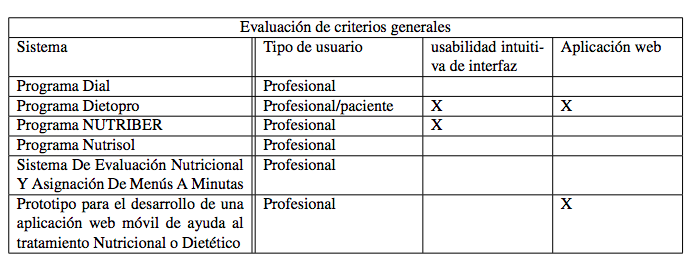 Evaluación de criterios generales
Sistema Tipo de usuario usabilidad intuiti- Aplicación web
va de interfaz
Programa Dial Profesional
Programa Dietopro Profesional/paciente X X
Programa NUTRIBER Profesional X
Programa Nutrisol Profesional
Sistema De Evaluación Nutricional Profesional
Y Asignación De Menús A Minutas
Prototipo para el desarrollo de una Profesional X
aplicación web móvil de ayuda al
tratamiento Nutricional o Dietético